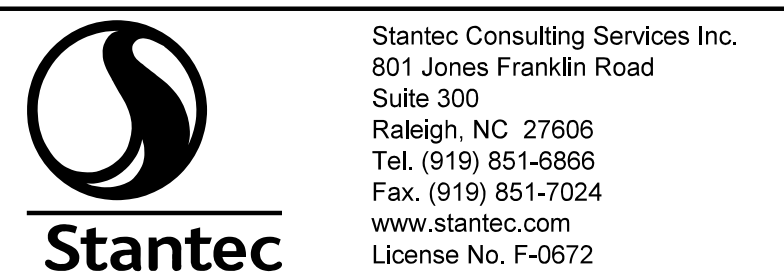 Stantec
Stantec Consulting Services Inc.
801 Jones Franklin Road
Suite 300
Raleigh, NC 27606
Tel. (919) 851-6866
Fax. (919) 851-7024
www.stantec.com
License No. F-0672